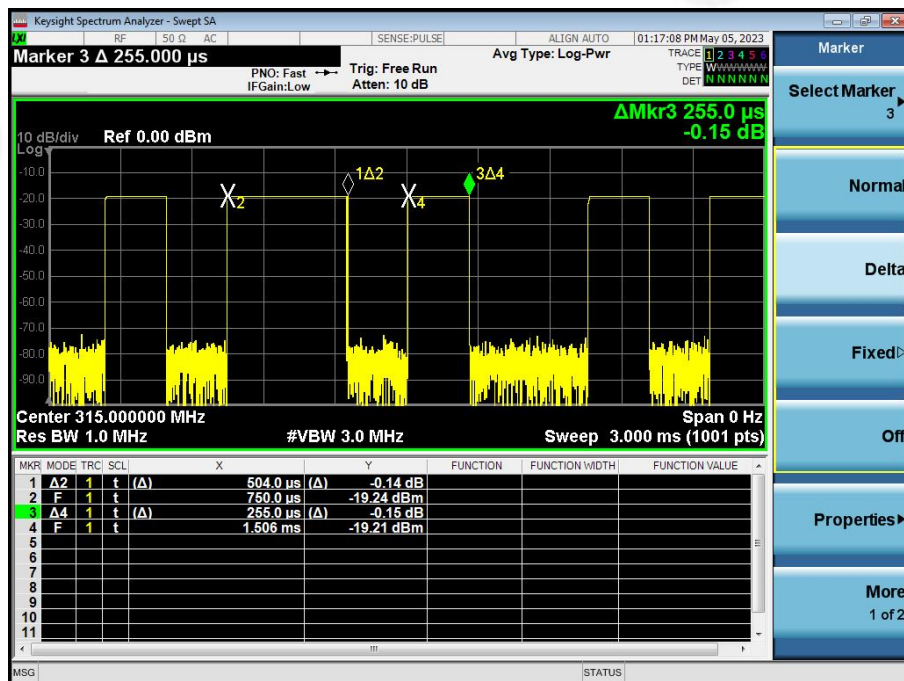 Keysight Spectrum Analyzer - Swept SA
LXI RF 50 Ω AC SENSE:PULSE ALIGN AUTO 01:17:08 PM May 05, 2023
Marker 3 Δ 255.000 µs
PNO: Fast
IFGain:Low
Trig: Free Run
Atten: 10 dB
Avg Type: Log-Pwr
TRACE 1 2 3 4 5 6
TYPE WWWWWW
DET N N N N N N
ΔMkr3 255.0 µs
-0.15 dB
10 dB/div Ref 0.00 dBm
Log
-10.0
-20.0
-30.0
-40.0
-50.0
-60.0
-70.0
-80.0
-90.0
2
1Δ2
4
3Δ4
Center 315.000000 MHz Span 0 Hz
Res BW 1.0 MHz #VBW 3.0 MHz Sweep 3.000 ms (1001 pts)
MKR MODE TRC SCL X Y FUNCTION FUNCTION WIDTH FUNCTION VALUE
1 Δ2 1 t (Δ) 504.0 µs (Δ) -0.14 dB
2 F 1 t 750.0 µs -19.24 dBm
3 Δ4 1 t (Δ) 255.0 µs (Δ) -0.15 dB
4 F 1 t 1.506 ms -19.21 dBm
5
6
7
8
9
10
11
MSG STATUS
Marker
Select Marker
3
Normal
Delta
Fixed
Off
Properties
More
1 of 2